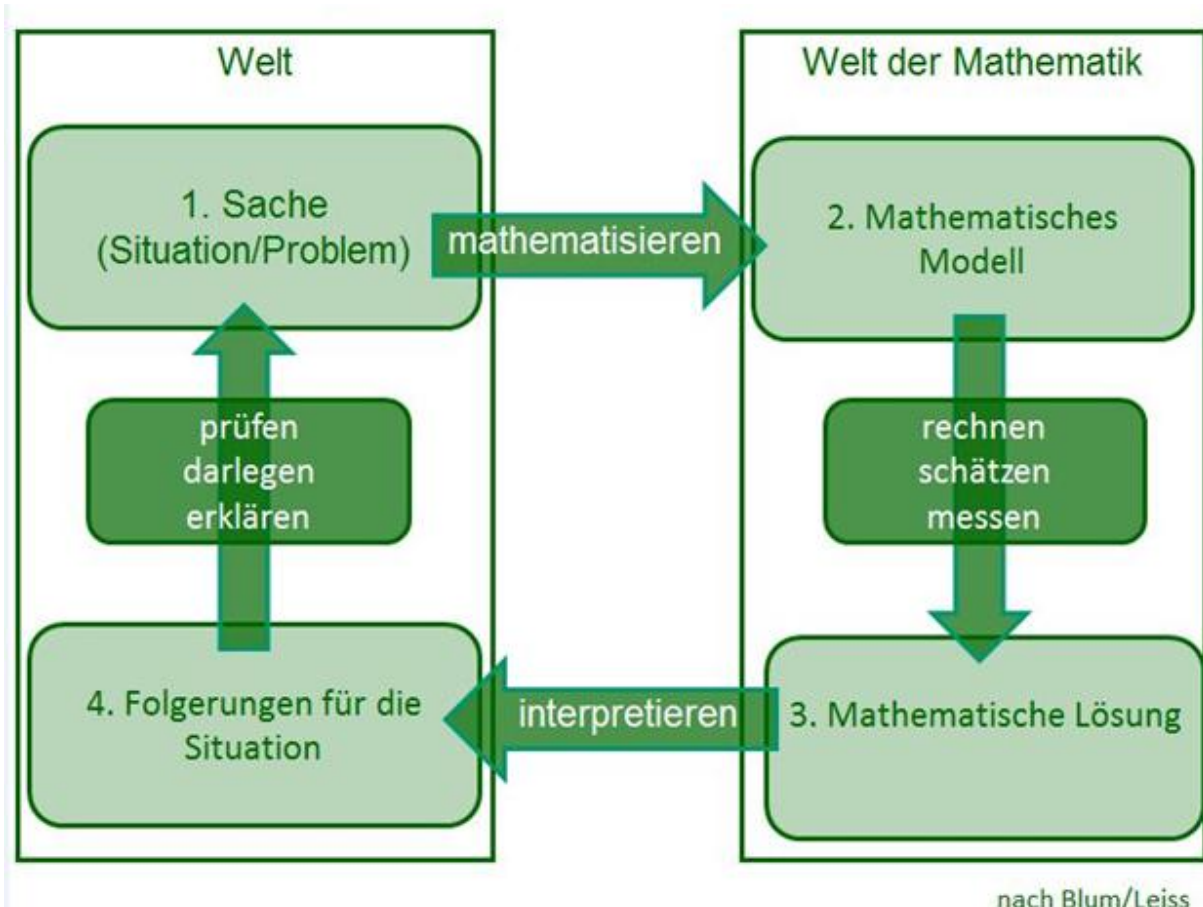 Welt
Welt der Mathematik
1. Sache
(Situation/Problem)
mathematisieren
2. Mathematisches
Modell
prüfen
darlegen
erklären
rechnen
schätzen
messen
4. Folgerungen für die
Situation
interpretieren
3. Mathematische Lösung
nach Blum/Leiss